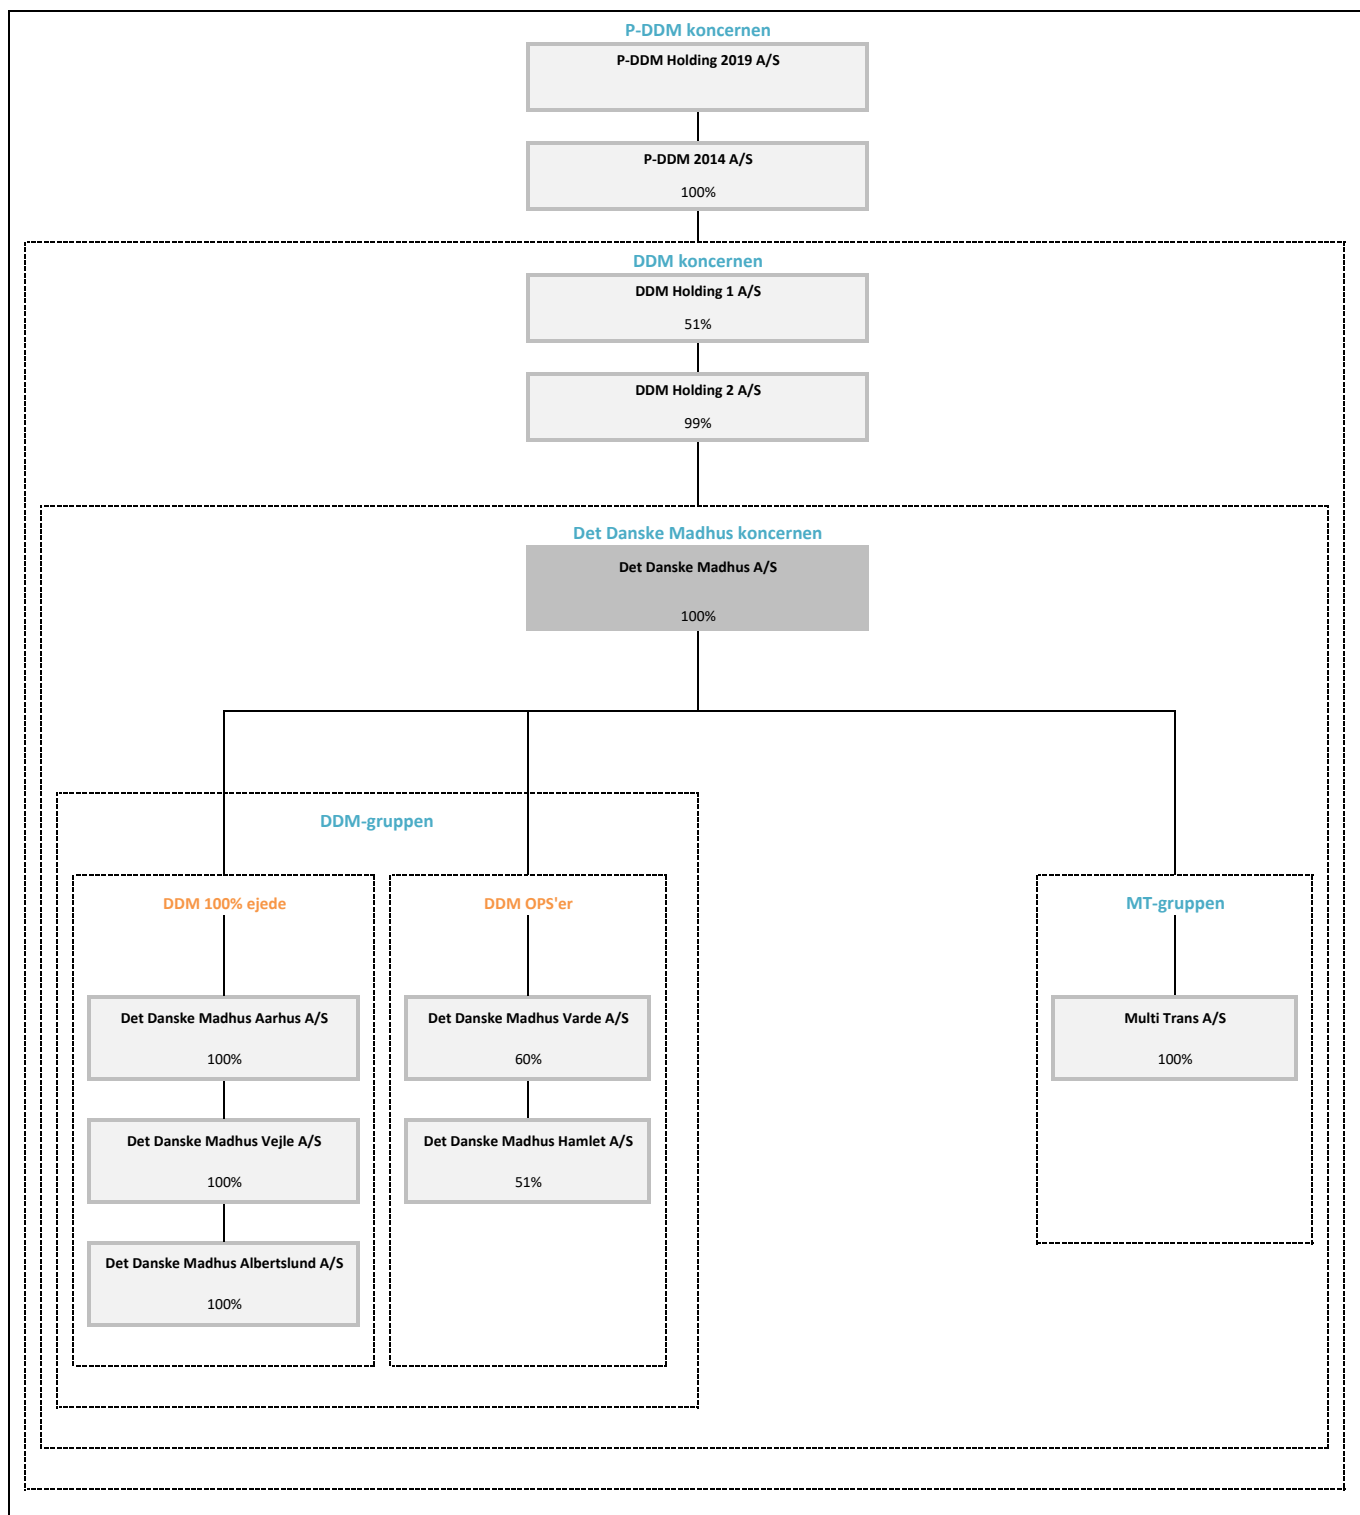 P-DDM koncernen
P-DDM Holding 2019 A/S
P-DDM 2014 A/S
100%
DDM koncernen
DDM Holding 1 A/S
51%
DDM Holding 2 A/S
99%
Det Danske Madhus koncernen
Det Danske Madhus A/S
100%
DDM-gruppen
DDM 100% ejede
Det Danske Madhus Aarhus A/S
100%
Det Danske Madhus Vejle A/S
100%
Det Danske Madhus Albertslund A/S
100%
DDM OPS'er
Det Danske Madhus Varde A/S
60%
Det Danske Madhus Hamlet A/S
51%
MT-gruppen
Multi Trans A/S
100%